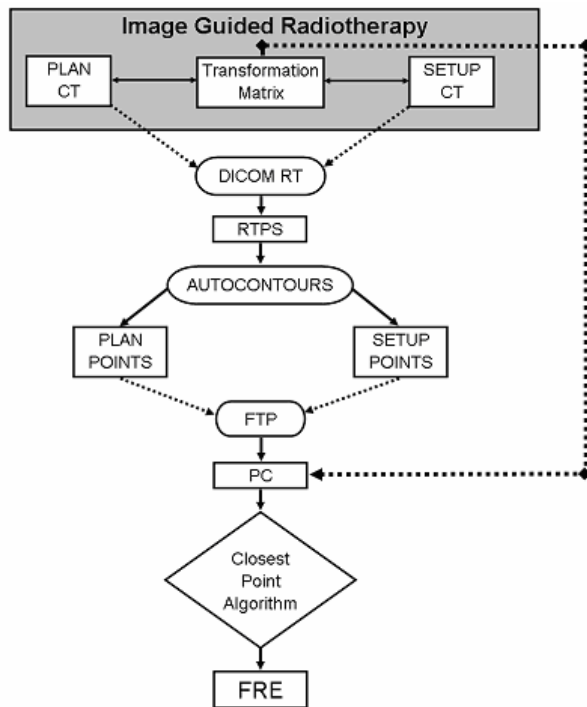 Image Guided Radiotherapy
PLAN
CT
Transformation
Matrix
SETUP
CT
DICOM RT
RTPS
AUTOCONTOURS
PLAN
POINTS
SETUP
POINTS
FTP
PC
Closest
Point
Algorithm
FRE